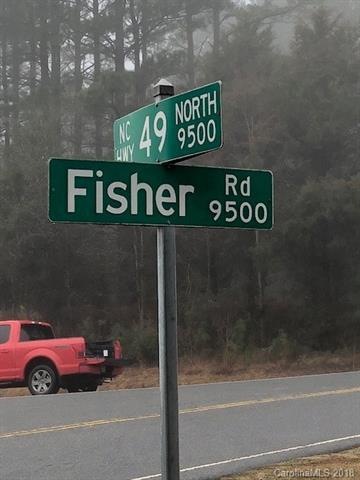 NC HWY 49 NORTH 9500
Fisher Rd 9500
CarolinaMLS 2018